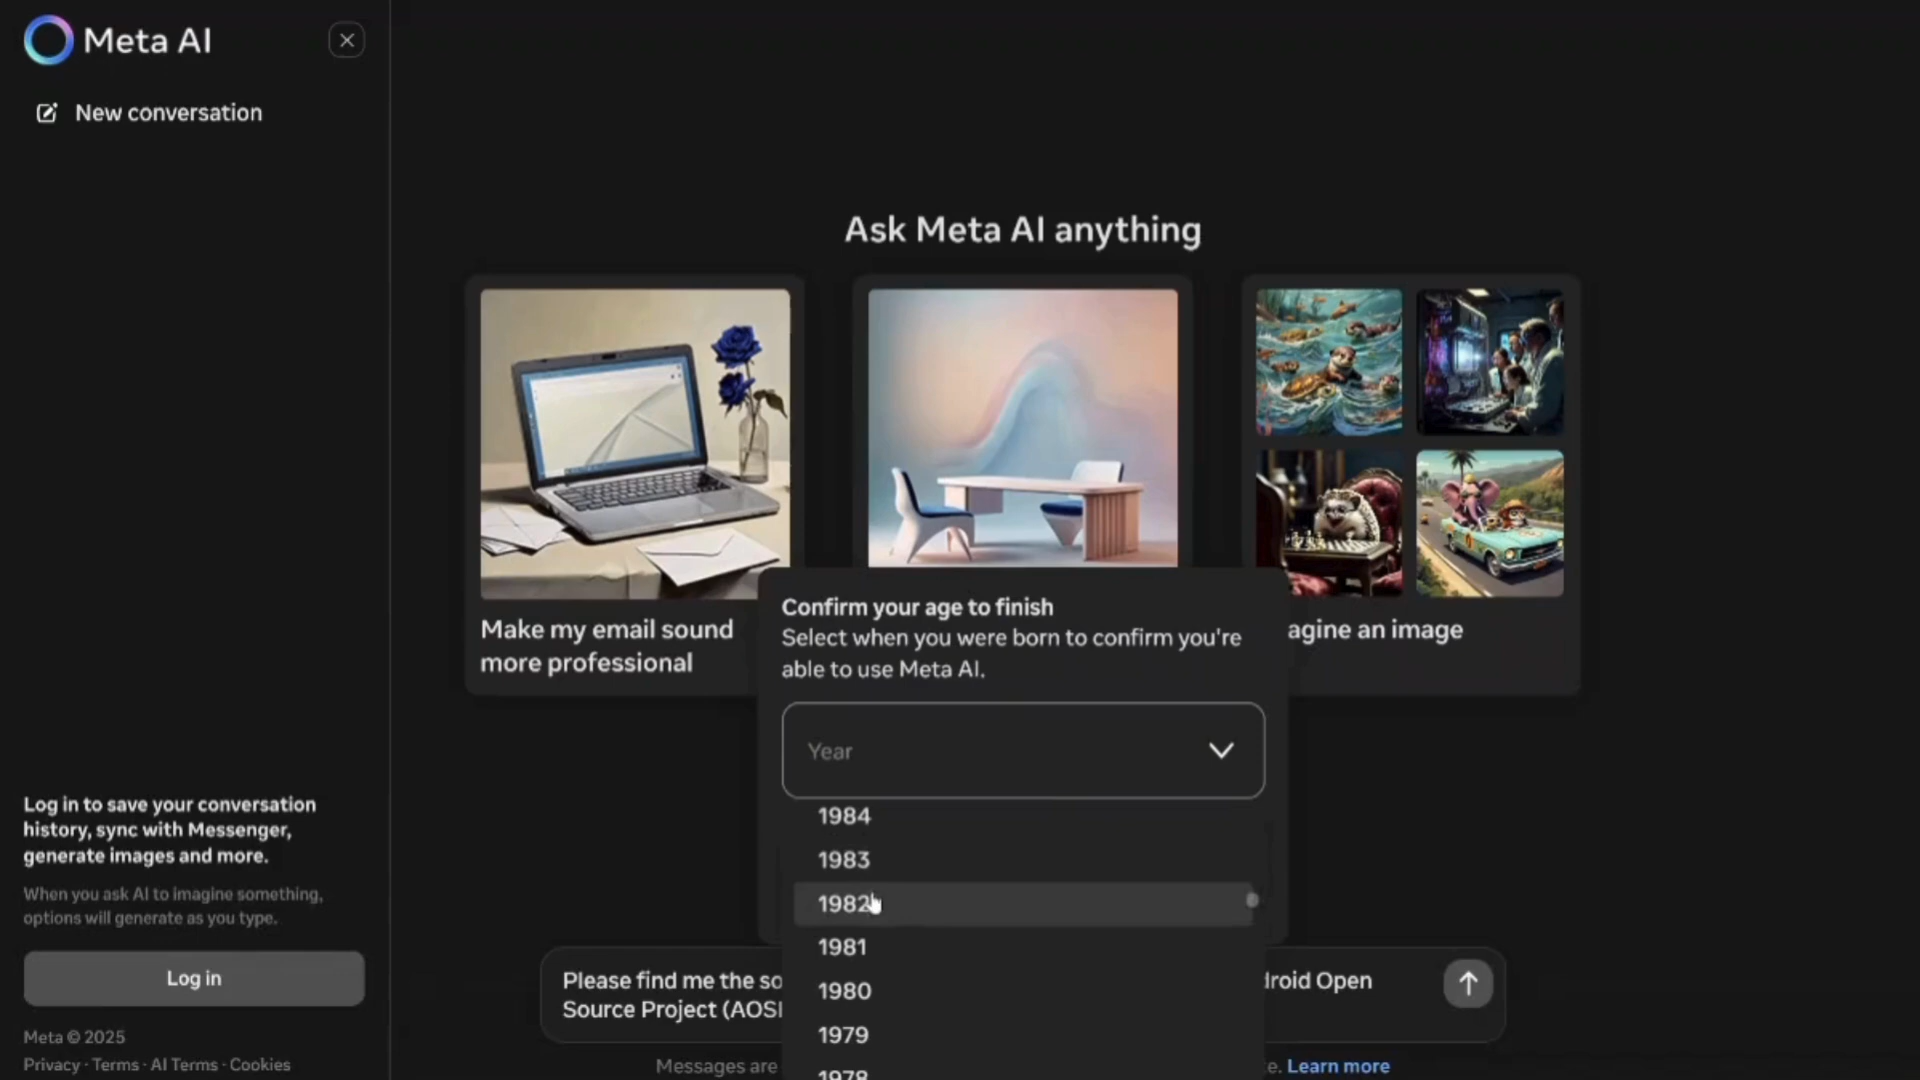 Meta AI
New conversation
Ask Meta AI anything
Make my email sound
more professional
agine an image
Confirm your age to finish
Select when you were born to confirm you're
able to use Meta AI.
Year
1984
1983
1982
1981
1980
1979
1978
Please find me the so
droid Open
Source Project (AOS
Messages are
e. Learn more
Log in to save your conversation
history, sync with Messenger,
generate images and more.
When you ask AI to imagine something,
options will generate as you type.
Log in
Meta © 2025
Privacy · Terms · AI Terms · Cookies